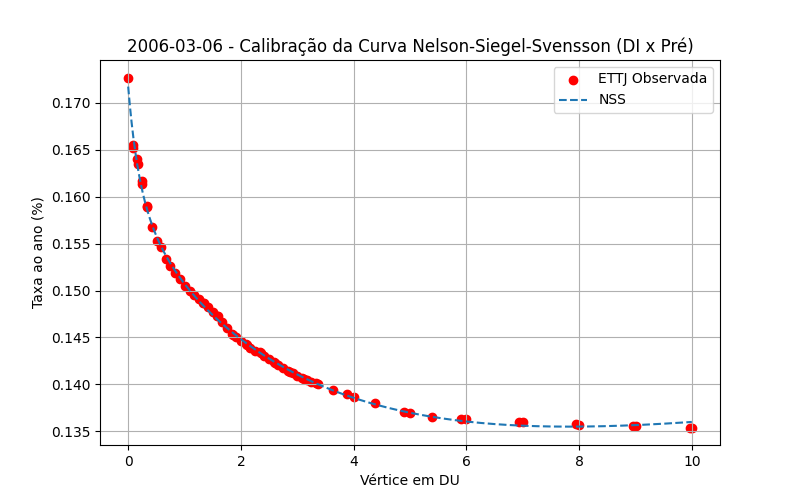 2006-03-06 - Calibração da Curva Nelson-Siegel-Svensson (DI x Pré)
ETTJ Observada
NSS
Taxa ao ano (%)
0.170
0.165
0.160
0.155
0.150
0.145
0.140
0.135
0 2 4 6 8 10
Vértice em DU